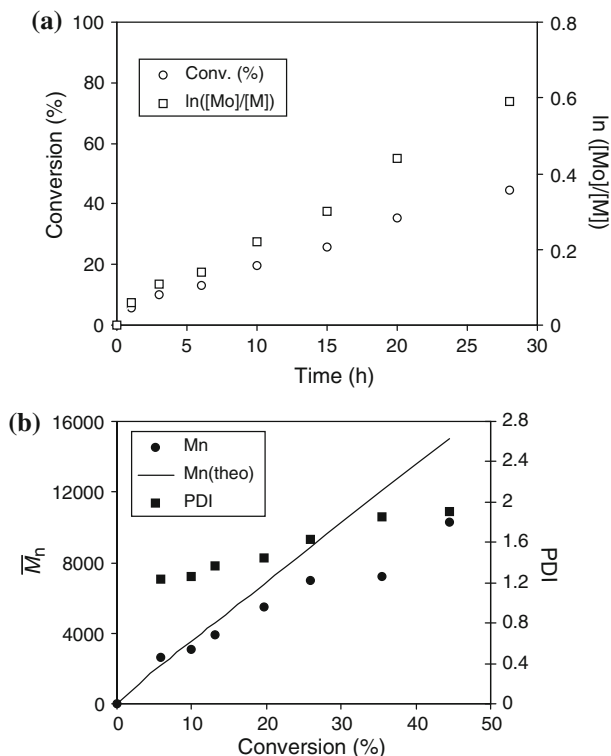 (a)
100
80
60
40
20
0
Conversion (%)
Conv. (%)
ln([Mo]/[M])
0.8
0.6
0.4
0.2
0
ln ([Mo]/[M])
0 5 10 15 20 25 30
Time (h)
(b)
16000
12000
8000
4000
0
M̅n
Mn
Mn(theo)
PDI
2.8
2.4
2
1.6
1.2
0.8
0.4
0
PDI
0 10 20 30 40 50
Conversion (%)